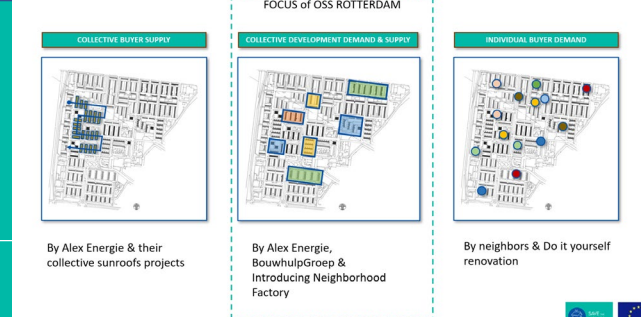 FOCUS of OSS ROTTERDAM
COLLECTIVE BUYER SUPPLY
COLLECTIVE DEVELOPMENT DEMAND & SUPPLY
INDIVIDUAL BUYER DEMAND
By Alex Energie & their
collective sunroofs projects
By Alex Energie,
BouwhulpGroep &
Introducing Neighborhood
Factory
By neighbors & Do it yourself
renovation